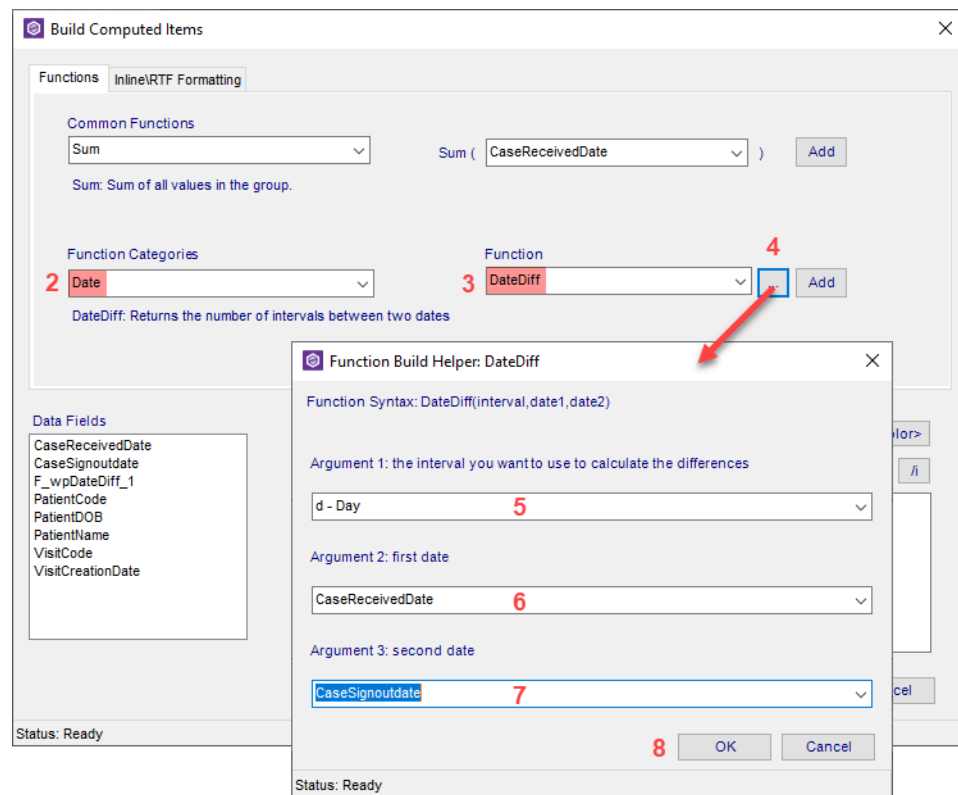 Build Computed Items
Functions Inline\RTF Formatting
Common Functions
Sum Sum ( CaseReceivedDate ) Add
Sum: Sum of all values in the group.
Function Categories Function 4
2 Date 3 DateDiff ... Add
DateDiff: Returns the number of intervals between two dates
Function Build Helper: DateDiff
Function Syntax: DateDiff(interval,date1,date2)
Data Fields
CaseReceivedDate
CaseSignoutdate
F_wpDateDiff_1
PatientCode
PatientDOB
PatientName
VisitCode
VisitCreationDate
lor>
/i
Argument 1: the interval you want to use to calculate the differences
d - Day 5
Argument 2: first date
CaseReceivedDate 6
Argument 3: second date
CaseSignoutdate 7
cel
8 OK Cancel
Status: Ready
Status: Ready